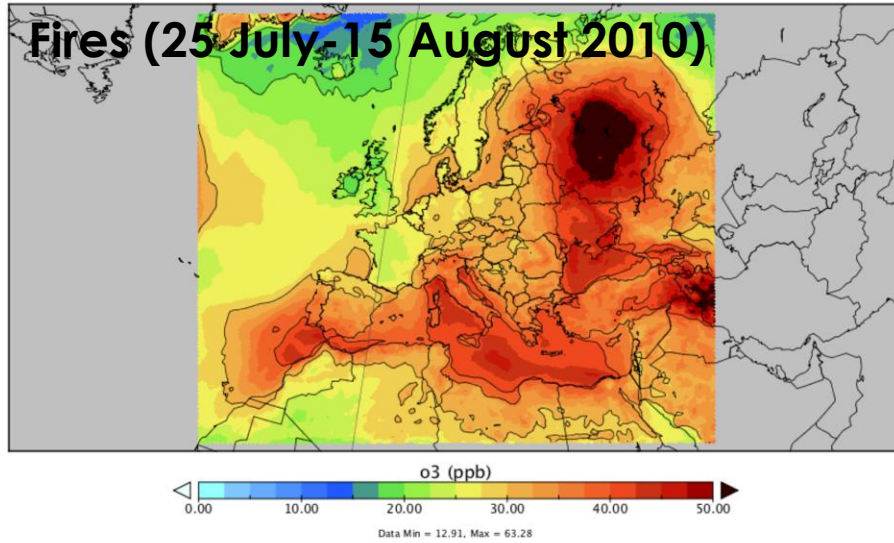 Fires (25 July-15 August 2010)
o3 (ppb)
0.00 10.00 20.00 30.00 40.00 50.00
Data Min = 12.91, Max = 63.28